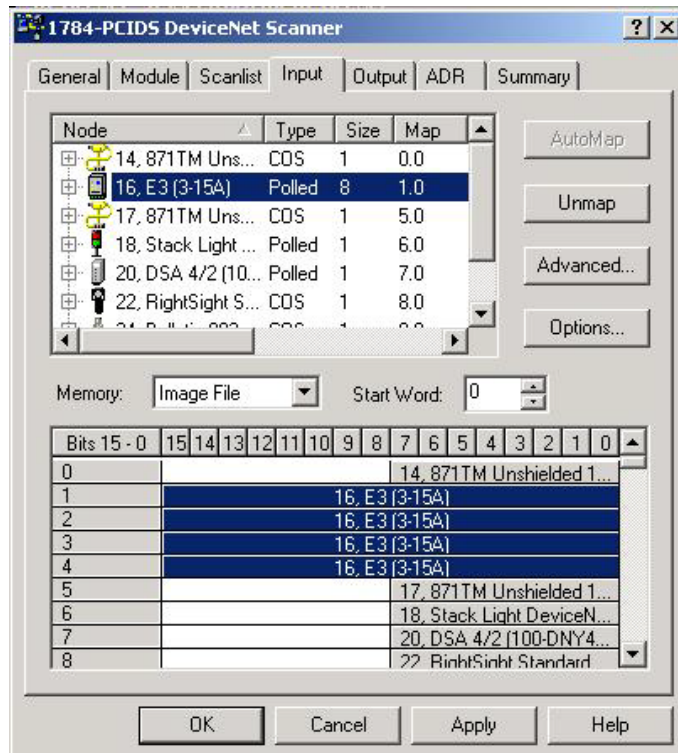 1784-PCIDS DeviceNet Scanner
General Module Scanlist Input Output ADR Summary
Node Type Size Map
14, 871TM Uns... COS 1 0.0
16, E3 (3-15A) Polled 8 1.0
17, 871TM Uns... COS 1 5.0
18, Stack Light ... Polled 1 6.0
20, DSA 4/2 (10... Polled 1 7.0
22, RightSight S... COS 1 8.0
AutoMap
Unmap
Advanced...
Options...
Memory: Image File Start Word: 0
Bits 15 - 0 15 14 13 12 11 10 9 8 7 6 5 4 3 2 1 0
0 14, 871TM Unshielded 1...
1 16, E3 (3-15A)
2 16, E3 (3-15A)
3 16, E3 (3-15A)
4 16, E3 (3-15A)
5 17, 871TM Unshielded 1...
6 18, Stack Light DeviceN...
7 20, DSA 4/2 (100-DNY4...
8 22, RightSight Standard
OK Cancel Apply Help